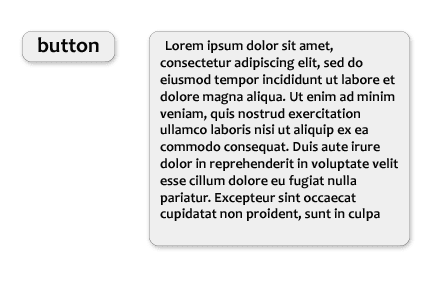 button
Lorem ipsum dolor sit amet,
consectetur adipiscing elit, sed do
eiusmod tempor incididunt ut labore et
dolore magna aliqua. Ut enim ad minim
veniam, quis nostrud exercitation
ullamco laboris nisi ut aliquip ex ea
commodo consequat. Duis aute irure
dolor in reprehenderit in voluptate velit
esse cillum dolore eu fugiat nulla
pariatur. Excepteur sint occaecat
cupidatat non proident, sunt in culpa